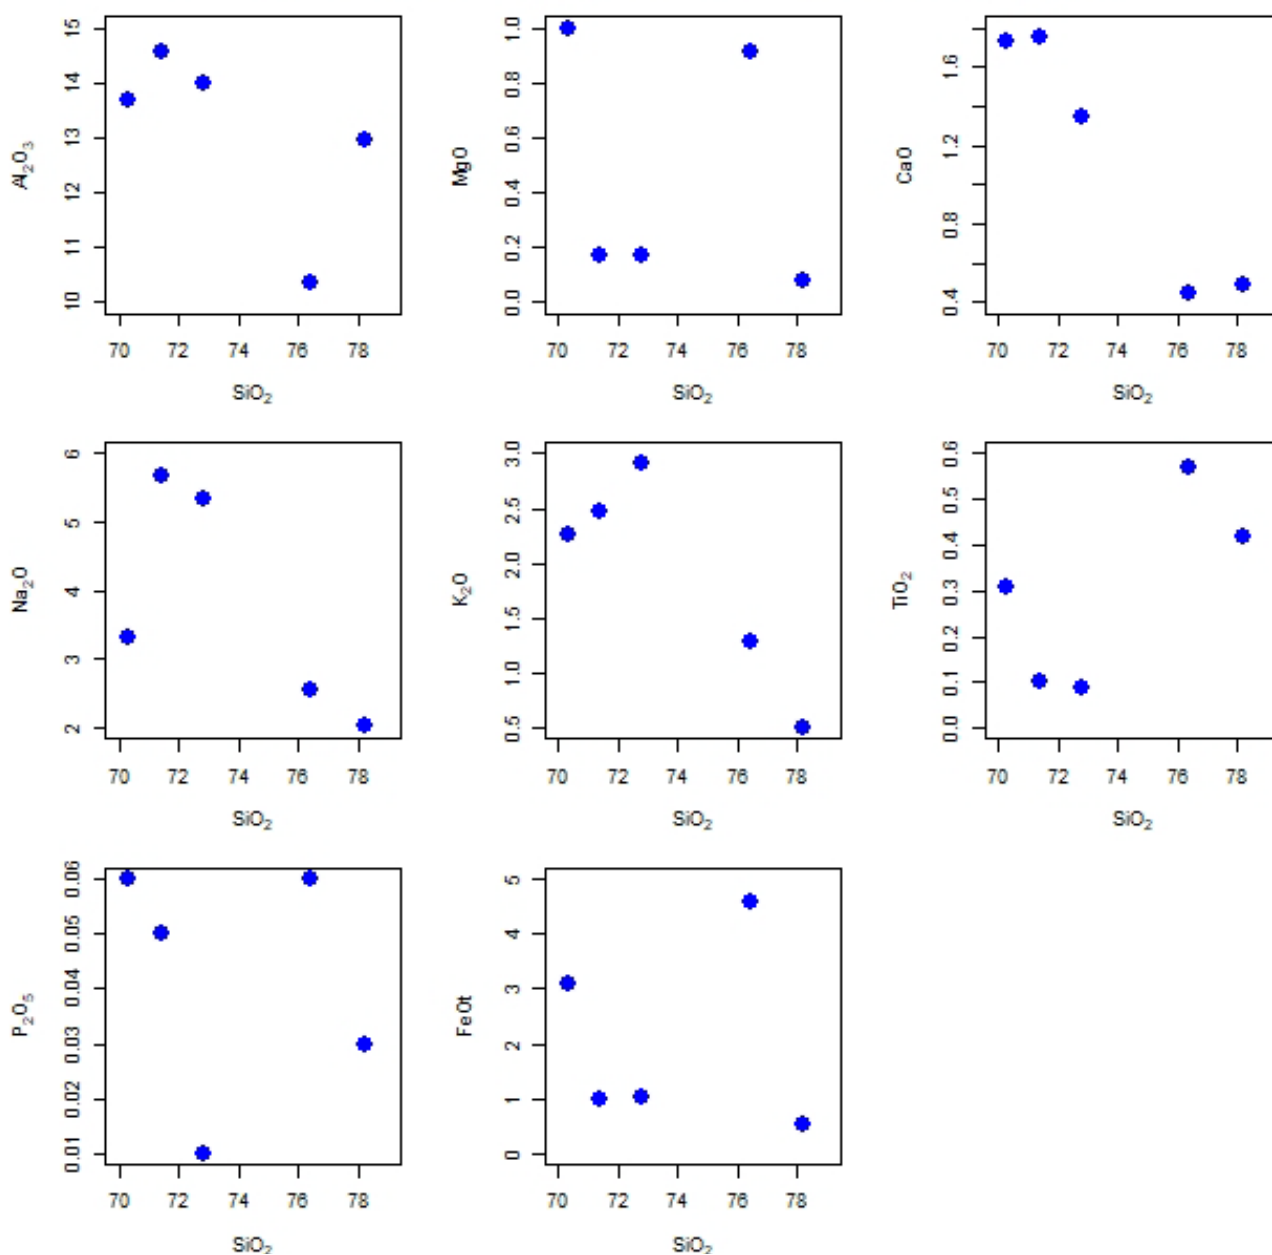 15
14
13
12
11
10
Al₂O₃
70 72 74 76 78
SiO₂
1.0
0.8
0.6
0.4
0.2
0.0
MgO
70 72 74 76 78
SiO₂
1.6
1.2
0.8
0.4
CaO
70 72 74 76 78
SiO₂
6
5
4
3
2
Na₂O
70 72 74 76 78
SiO₂
3.0
2.5
2.0
1.5
1.0
0.5
K₂O
70 72 74 76 78
SiO₂
0.6
0.5
0.4
0.3
0.2
0.1
0.0
TiO₂
70 72 74 76 78
SiO₂
0.06
0.05
0.04
0.03
0.02
0.01
P₂O₅
70 72 74 76 78
SiO₂
5
4
3
2
1
0
FeOt
70 72 74 76 78
SiO₂